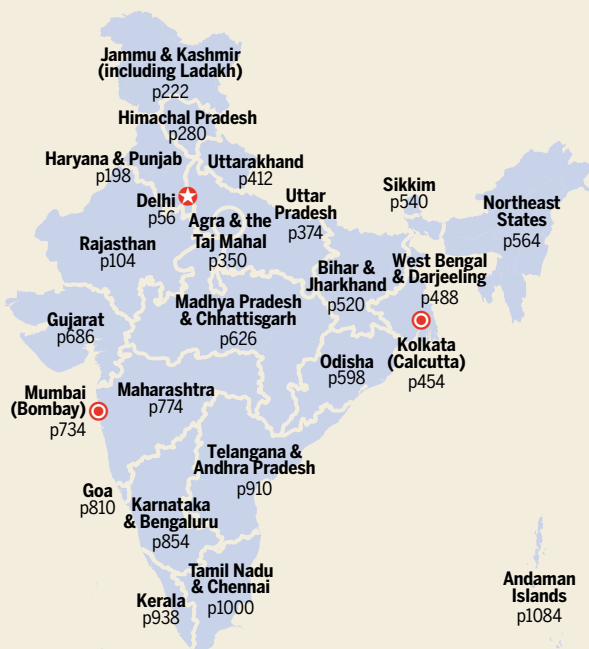 Jammu & Kashmir
(including Ladakh)
p222
Himachal Pradesh
p280
Haryana & Punjab
p198
Uttarakhand
p412
Delhi
p56
Agra & the
Taj Mahal
p350
Uttar
Pradesh
p374
Sikkim
p540
Northeast
States
p564
Rajasthan
p104
Bihar &
Jharkhand
p520
West Bengal
& Darjeeling
p488
Gujarat
p686
Madhya Pradesh
& Chhattisgarh
p626
Kolkata
(Calcutta)
p454
Odisha
p598
Mumbai
(Bombay)
p734
Maharashtra
p774
Telangana &
Andhra Pradesh
p910
Goa
p810
Karnataka
& Bengaluru
p854
Tamil Nadu
& Chennai
p1000
Kerala
p938
Andaman
Islands
p1084